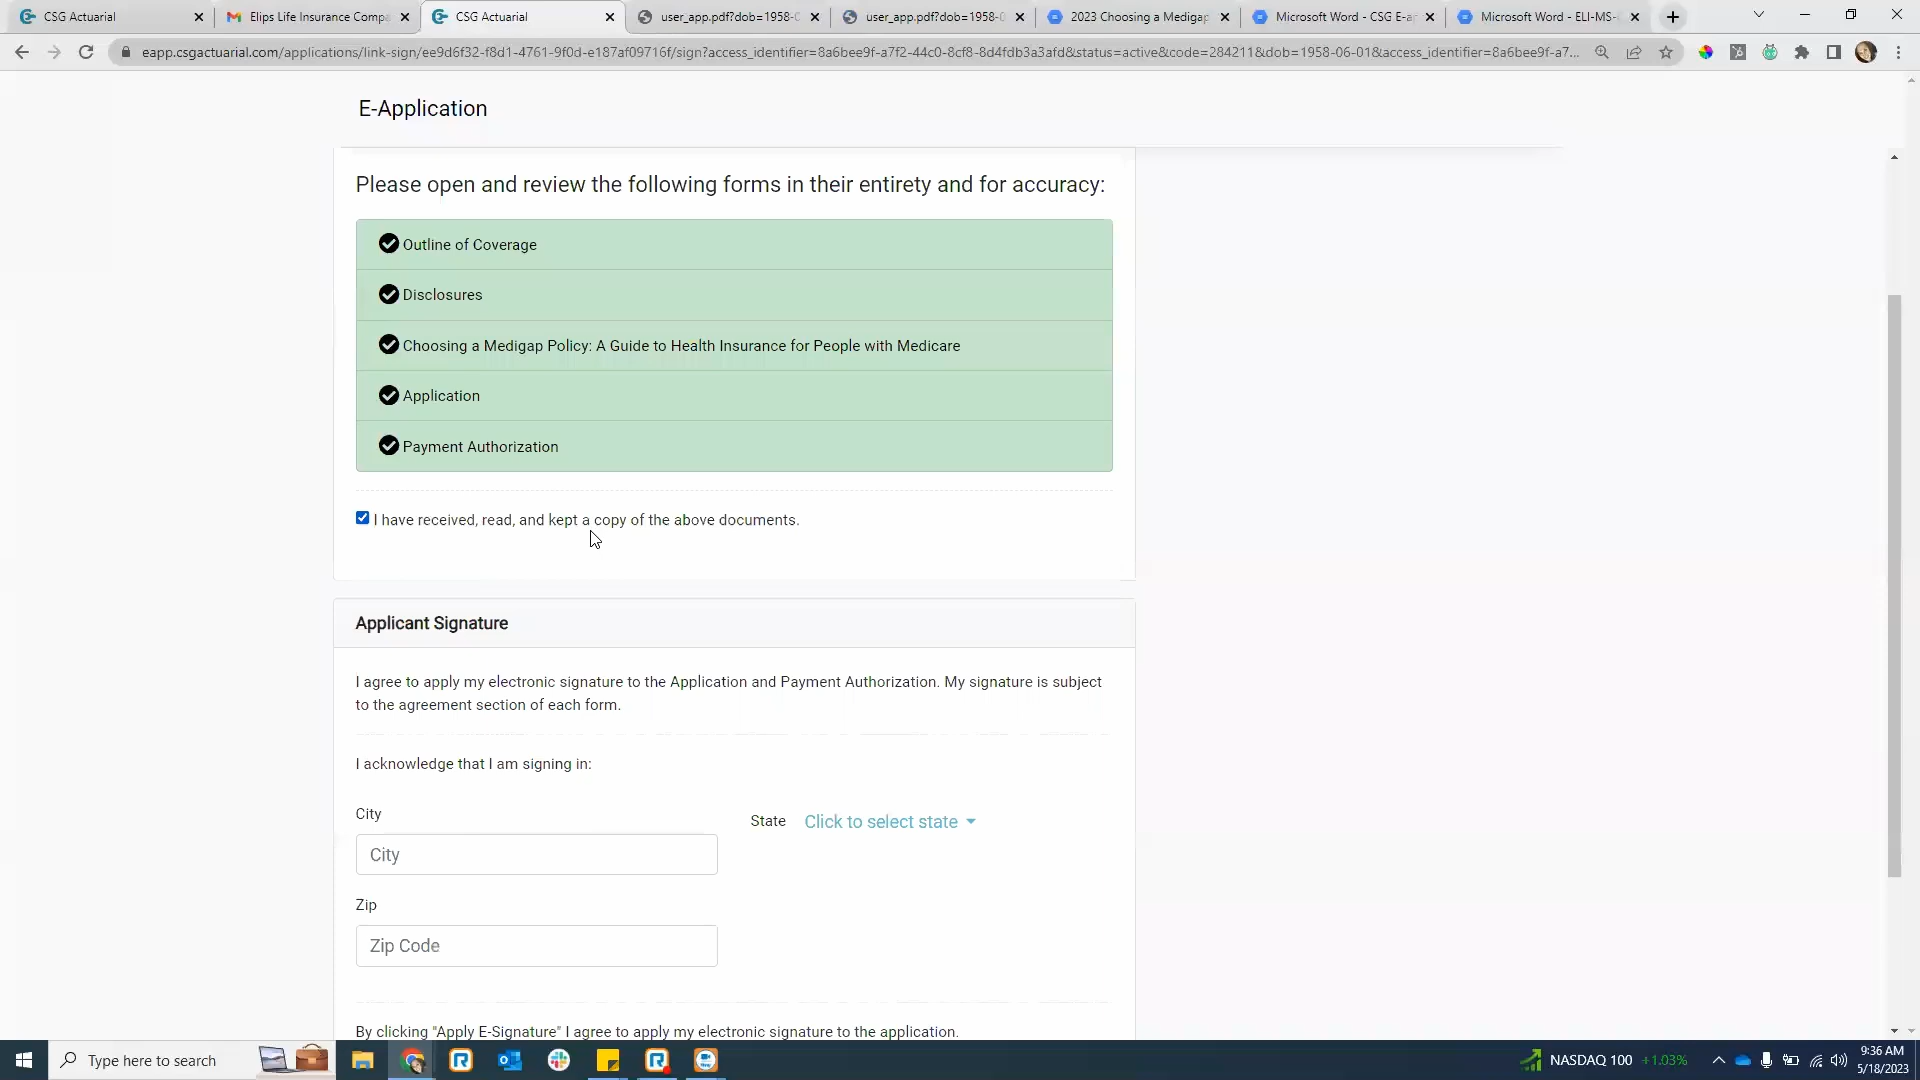 CSG Actuarial
Elips Life Insurance Compa
CSG Actuarial
user_app.pdf?dob=1958-0
user_app.pdf?dob=1958-0
2023 Choosing a Medigap
Microsoft Word - CSG E-a
Microsoft Word - ELI-MS-
eapp.csgactuarial.com/applications/link-sign/ee9d6f32-f8d1-4761-9f0d-e187af09716f/sign?access_identifier=8a6bee9f-a7f2-44c0-8cf8-8d4fdb3a3afd&status=active&code=284211&dob=1958-06-01&access_identifier=8a6bee9f-a7...
E-Application
Please open and review the following forms in their entirety and for accuracy:
Outline of Coverage
Disclosures
Choosing a Medigap Policy: A Guide to Health Insurance for People with Medicare
Application
Payment Authorization
I have received, read, and kept a copy of the above documents.
Applicant Signature
I agree to apply my electronic signature to the Application and Payment Authorization. My signature is subject
to the agreement section of each form.
I acknowledge that I am signing in:
City
State Click to select state
City
Zip
Zip Code
By clicking "Apply E-Signature" I agree to apply my electronic signature to the application.
Type here to search
NASDAQ 100 +1.03%
9:36 AM
5/18/2023